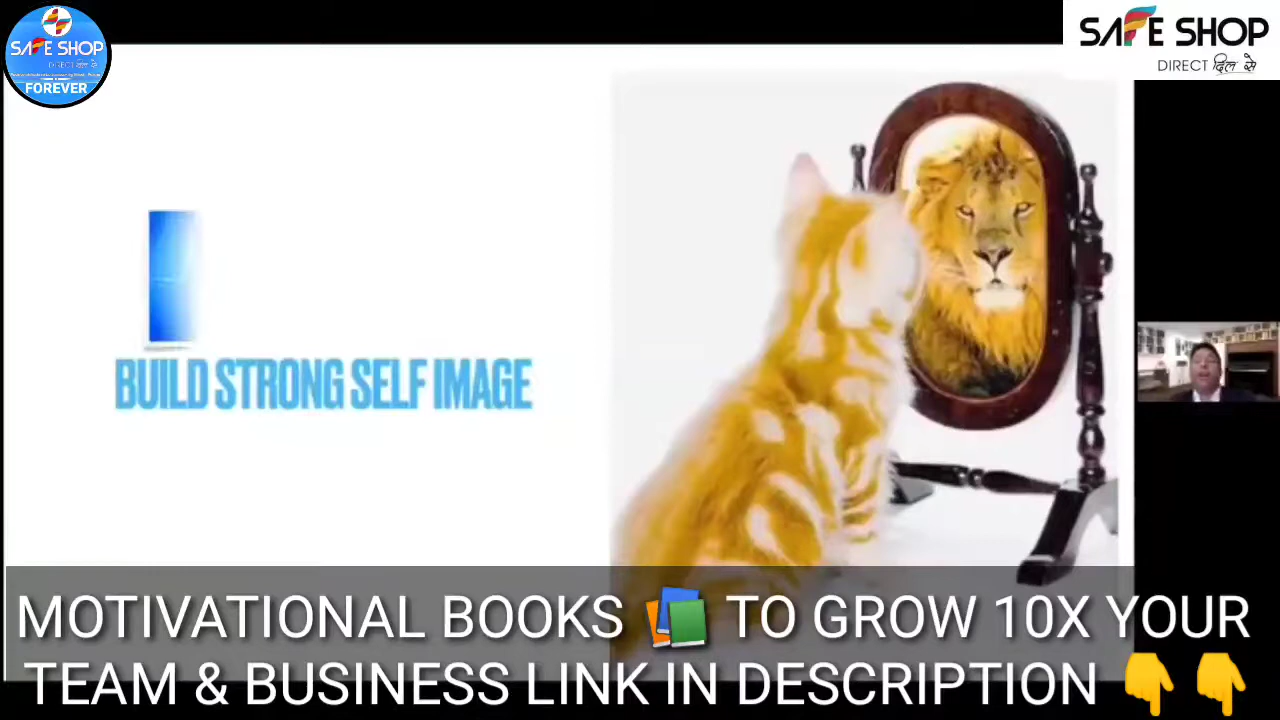 SAFE SHOP
DIRECT दिल से
FOREVER
SAFE SHOP
DIRECT दिल से
BUILD STRONG SELF IMAGE
MOTIVATIONAL BOOKS 📚 TO GROW 10X YOUR
TEAM & BUSINESS LINK IN DESCRIPTION 👇 👇